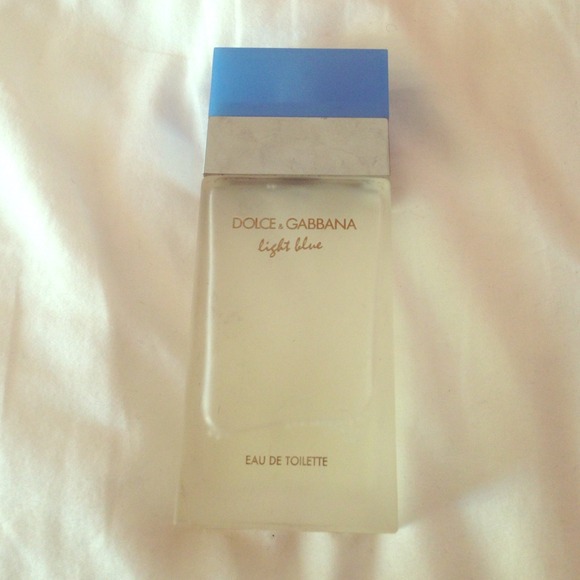 DOLCE & GABBANA
light blue
EAU DE TOILETTE